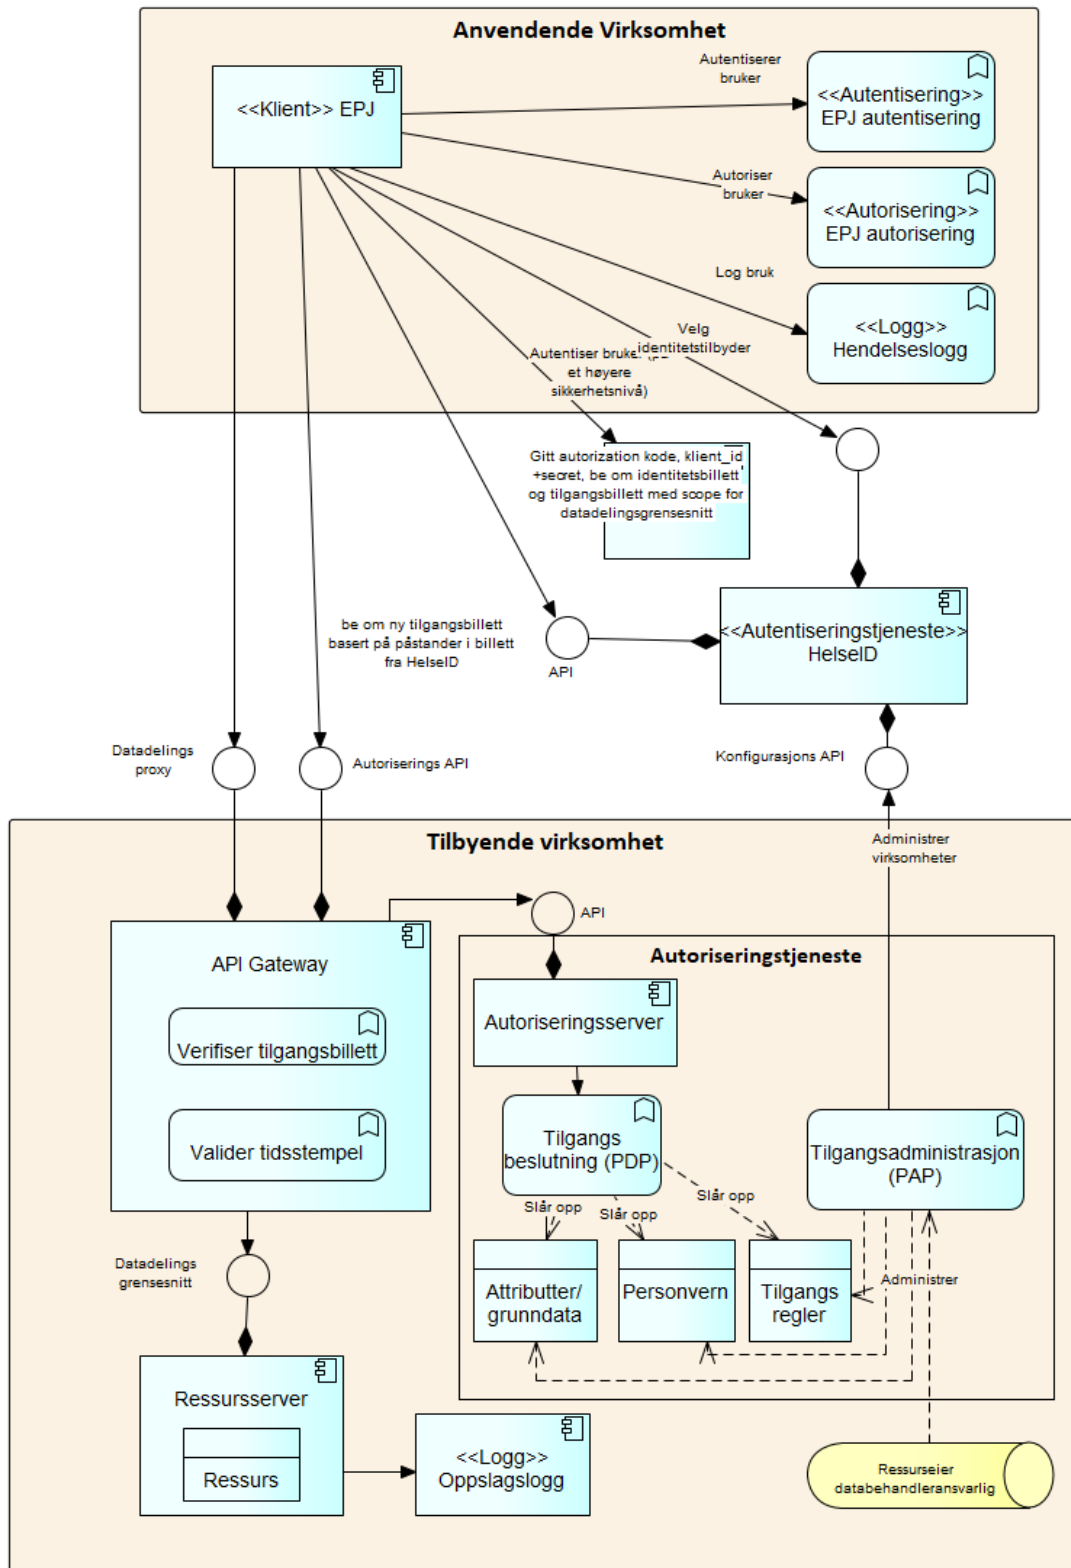 Anvendende Virksomhet
<<Klient>> EPJ
Autentiserer
bruker
<<Autentisering>>
EPJ autentisering
Autoriser
bruker
<<Autorisering>>
EPJ autorisering
Log bruk
<<Logg>>
Hendelseslogg
Velg
identitetstilbyder
Autentiser bruker
et høyere
sikkerhetsnivå)
Gitt autorization kode, klient_id
+secret, be om identitetsbillett
og tilgangsbillett med scope for
datadelingsgrensesnitt
<<Autentiseringstjeneste>>
HelseID
be om ny tilgangsbillett
basert på påstander i billett
fra HelseID
API
Datadelings
proxy
Autoriserings API
Konfigurasjons API
Tilbyende virksomhet
Administrer
virksomheter
API
API Gateway
Verifiser tilgangsbillett
Valider tidsstempel
Autoriseringstjeneste
Autoriseringsserver
Tilgangs
beslutning (PDP)
Tilgangsadministrasjon
(PAP)
Slår opp
Slår opp
Slår opp
Datadelings
grensesnitt
Attributter/
grunndata
Personvern
Tilgangs
regler
Administrer
Ressursserver
Ressurs
<<Logg>>
Oppslagslogg
Ressurseier
databehandleransvarlig